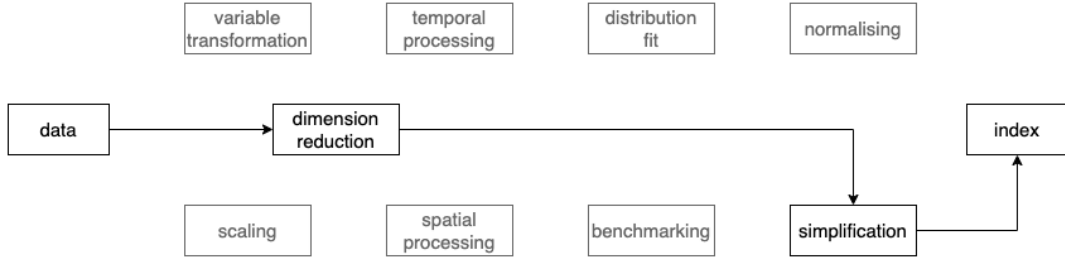 variable
transformation
temporal
processing
distribution
fit
normalising
data
dimension
reduction
index
scaling
spatial
processing
benchmarking
simplification